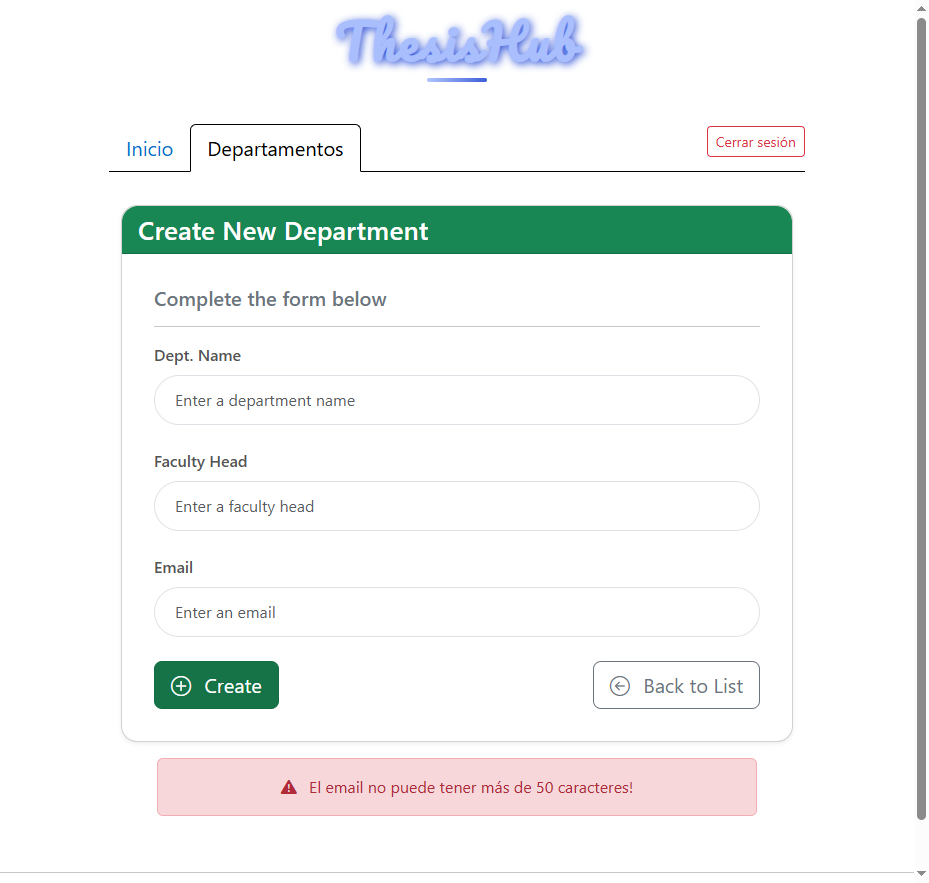 ThesisHub
Inicio
Departamentos
Cerrar sesión
Create New Department
Complete the form below
Dept. Name
Enter a department name
Faculty Head
Enter a faculty head
Email
Enter an email
Create
Back to List
El email no puede tener más de 50 caracteres!